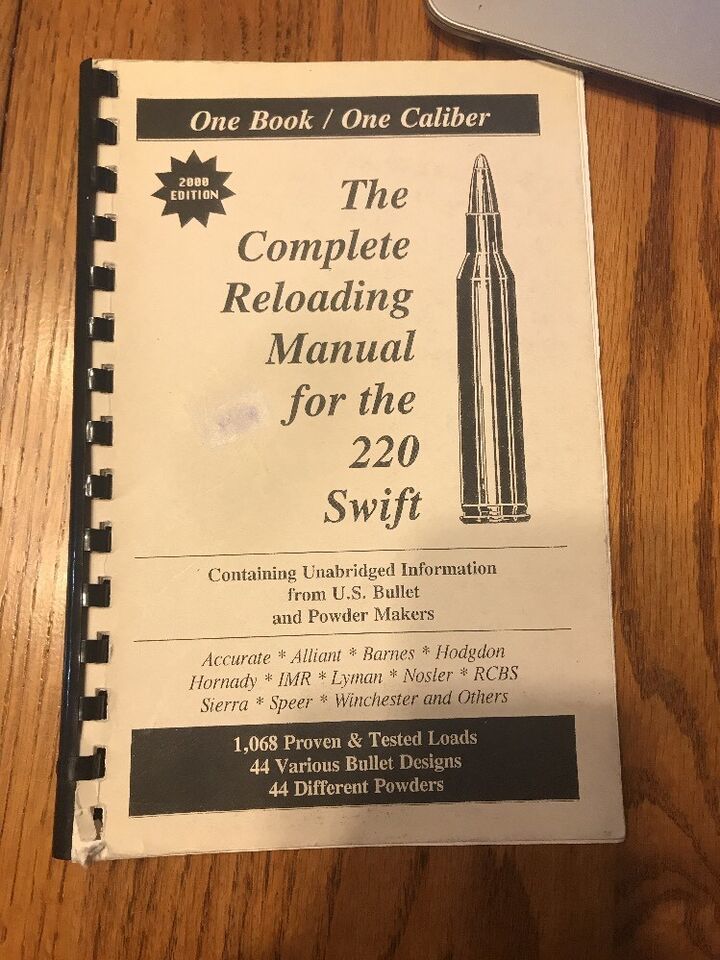 One Book / One Caliber
2000
EDITION
The
Complete
Reloading
Manual
for the
220
Swift
Containing Unabridged Information
from U.S. Bullet
and Powder Makers
Accurate * Alliant * Barnes * Hodgdon
Hornady * IMR * Lyman * Nosler * RCBS
Sierra * Speer * Winchester and Others
1,068 Proven & Tested Loads
44 Various Bullet Designs
44 Different Powders